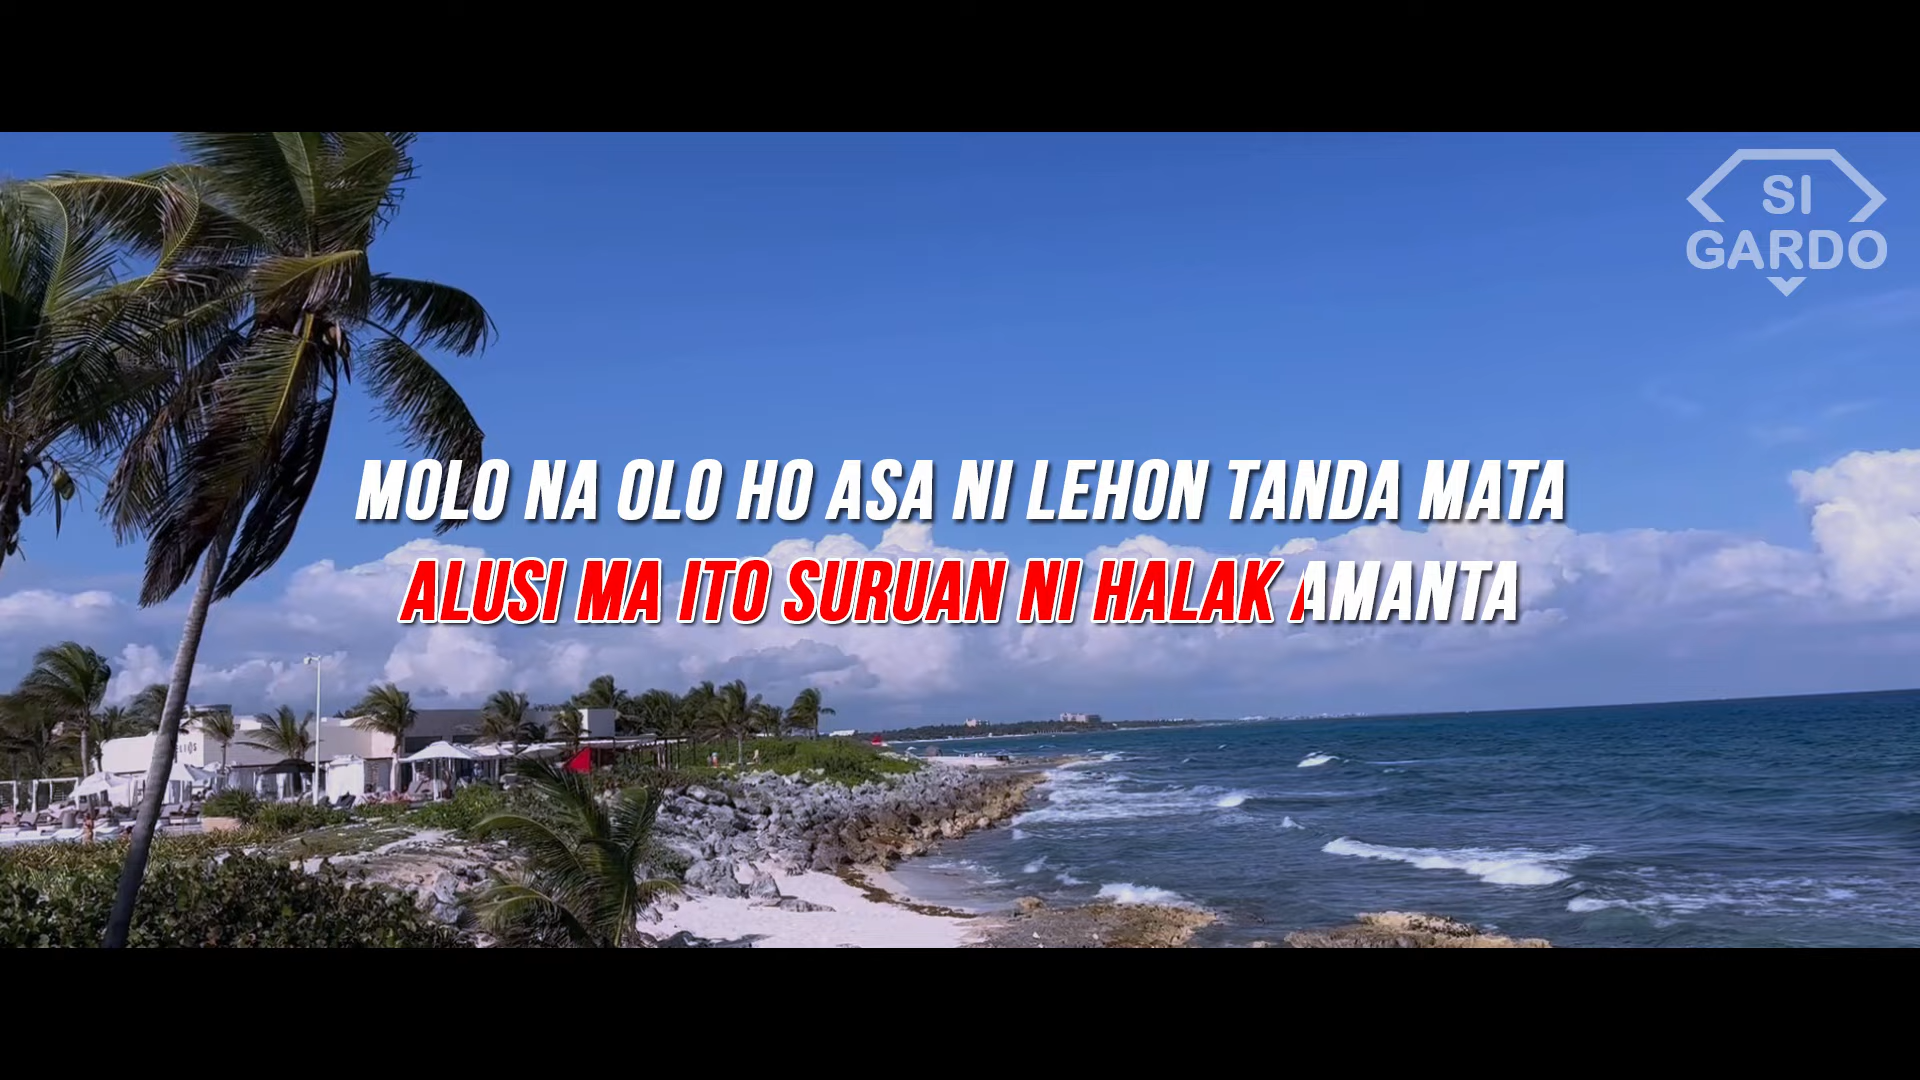 SI
GARDO
MOLO NA OLO HO ASA NI LEHON TANDA MATA
ALUSI MA ITO SURUAN NI HALAK AMANTA